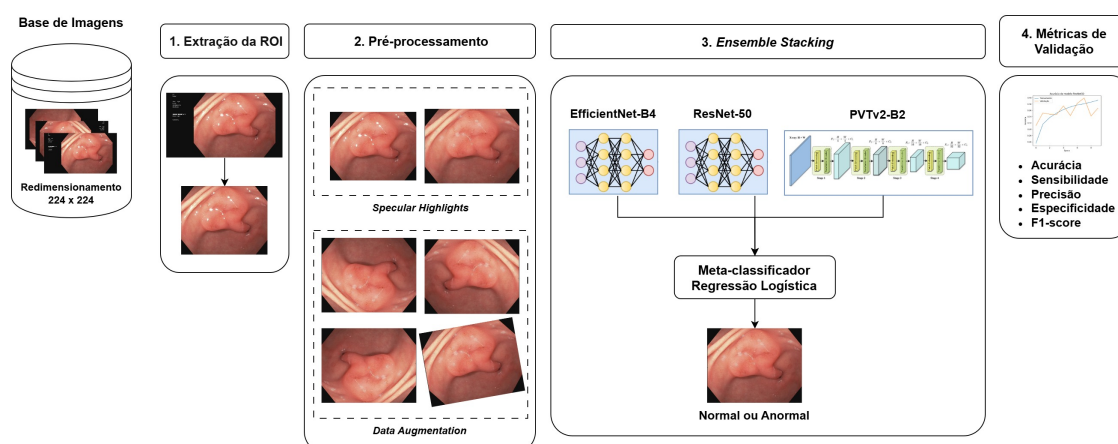 Base de Imagens
Redimensionamento
224 x 224
1. Extração da ROI
2. Pré-processamento
Specular Highlights
Data Augmentation
3. Ensemble Stacking
EfficientNet-B4
ResNet-50
PVTv2-B2
Meta-classificador
Regressão Logística
Normal ou Anormal
4. Métricas de
Validação
• Acurácia
• Sensibilidade
• Precisão
• Especificidade
• F1-score